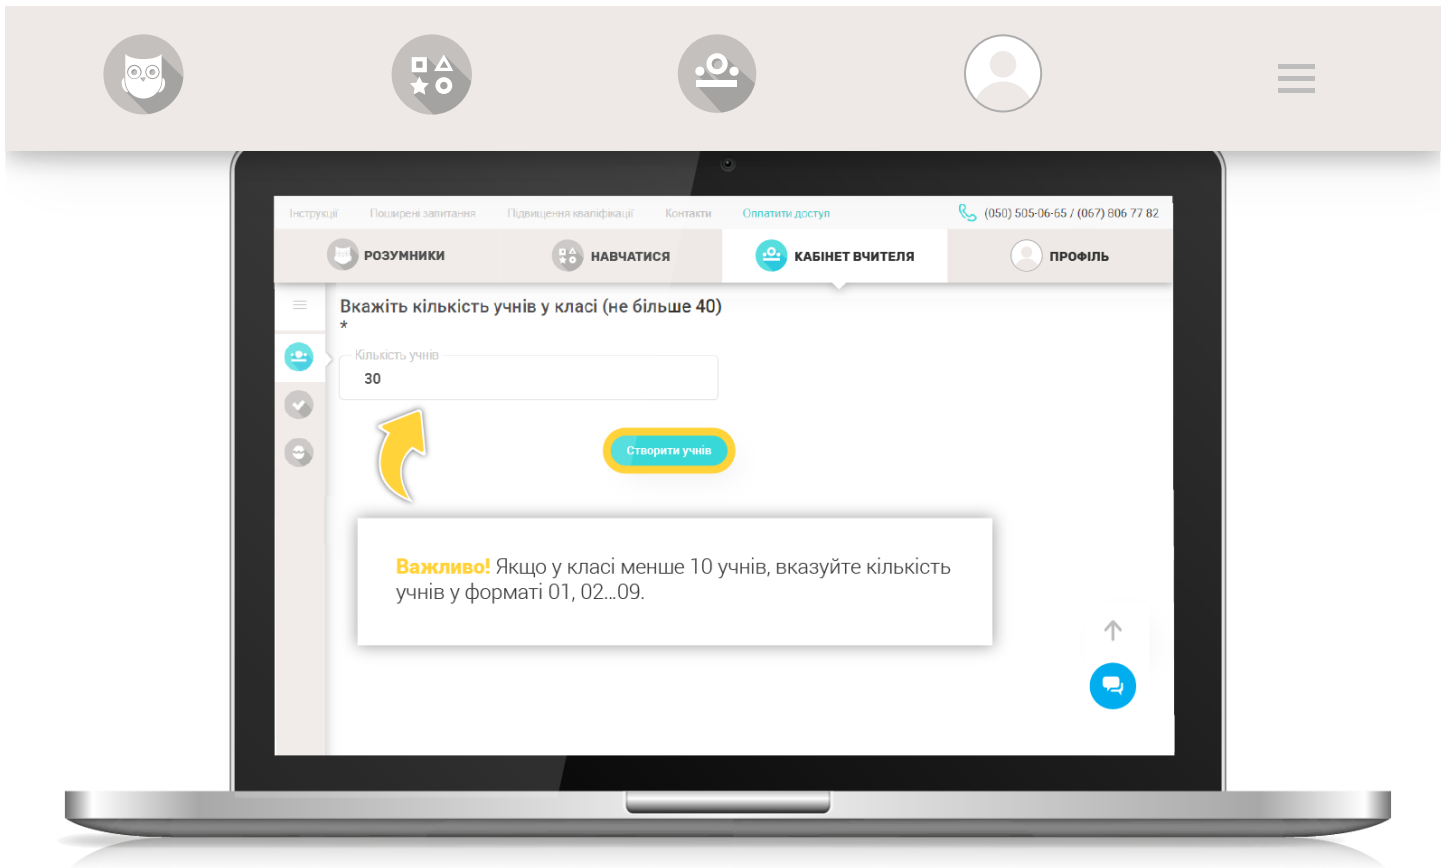 Інструкції Поширені запитання Підвищення кваліфікації Контакти Оплатити доступ (050) 505-06-65 / (067) 806 77 82
РОЗУМНИКИ НАВЧАТИСЯ КАБІНЕТ ВЧИТЕЛЯ ПРОФІЛЬ
Вкажіть кількість учнів у класі (не більше 40)
*
Кількість учнів
30
Створити учнів
Важливо! Якщо у класі менше 10 учнів, вказуйте кількість
учнів у форматі 01, 02...09.